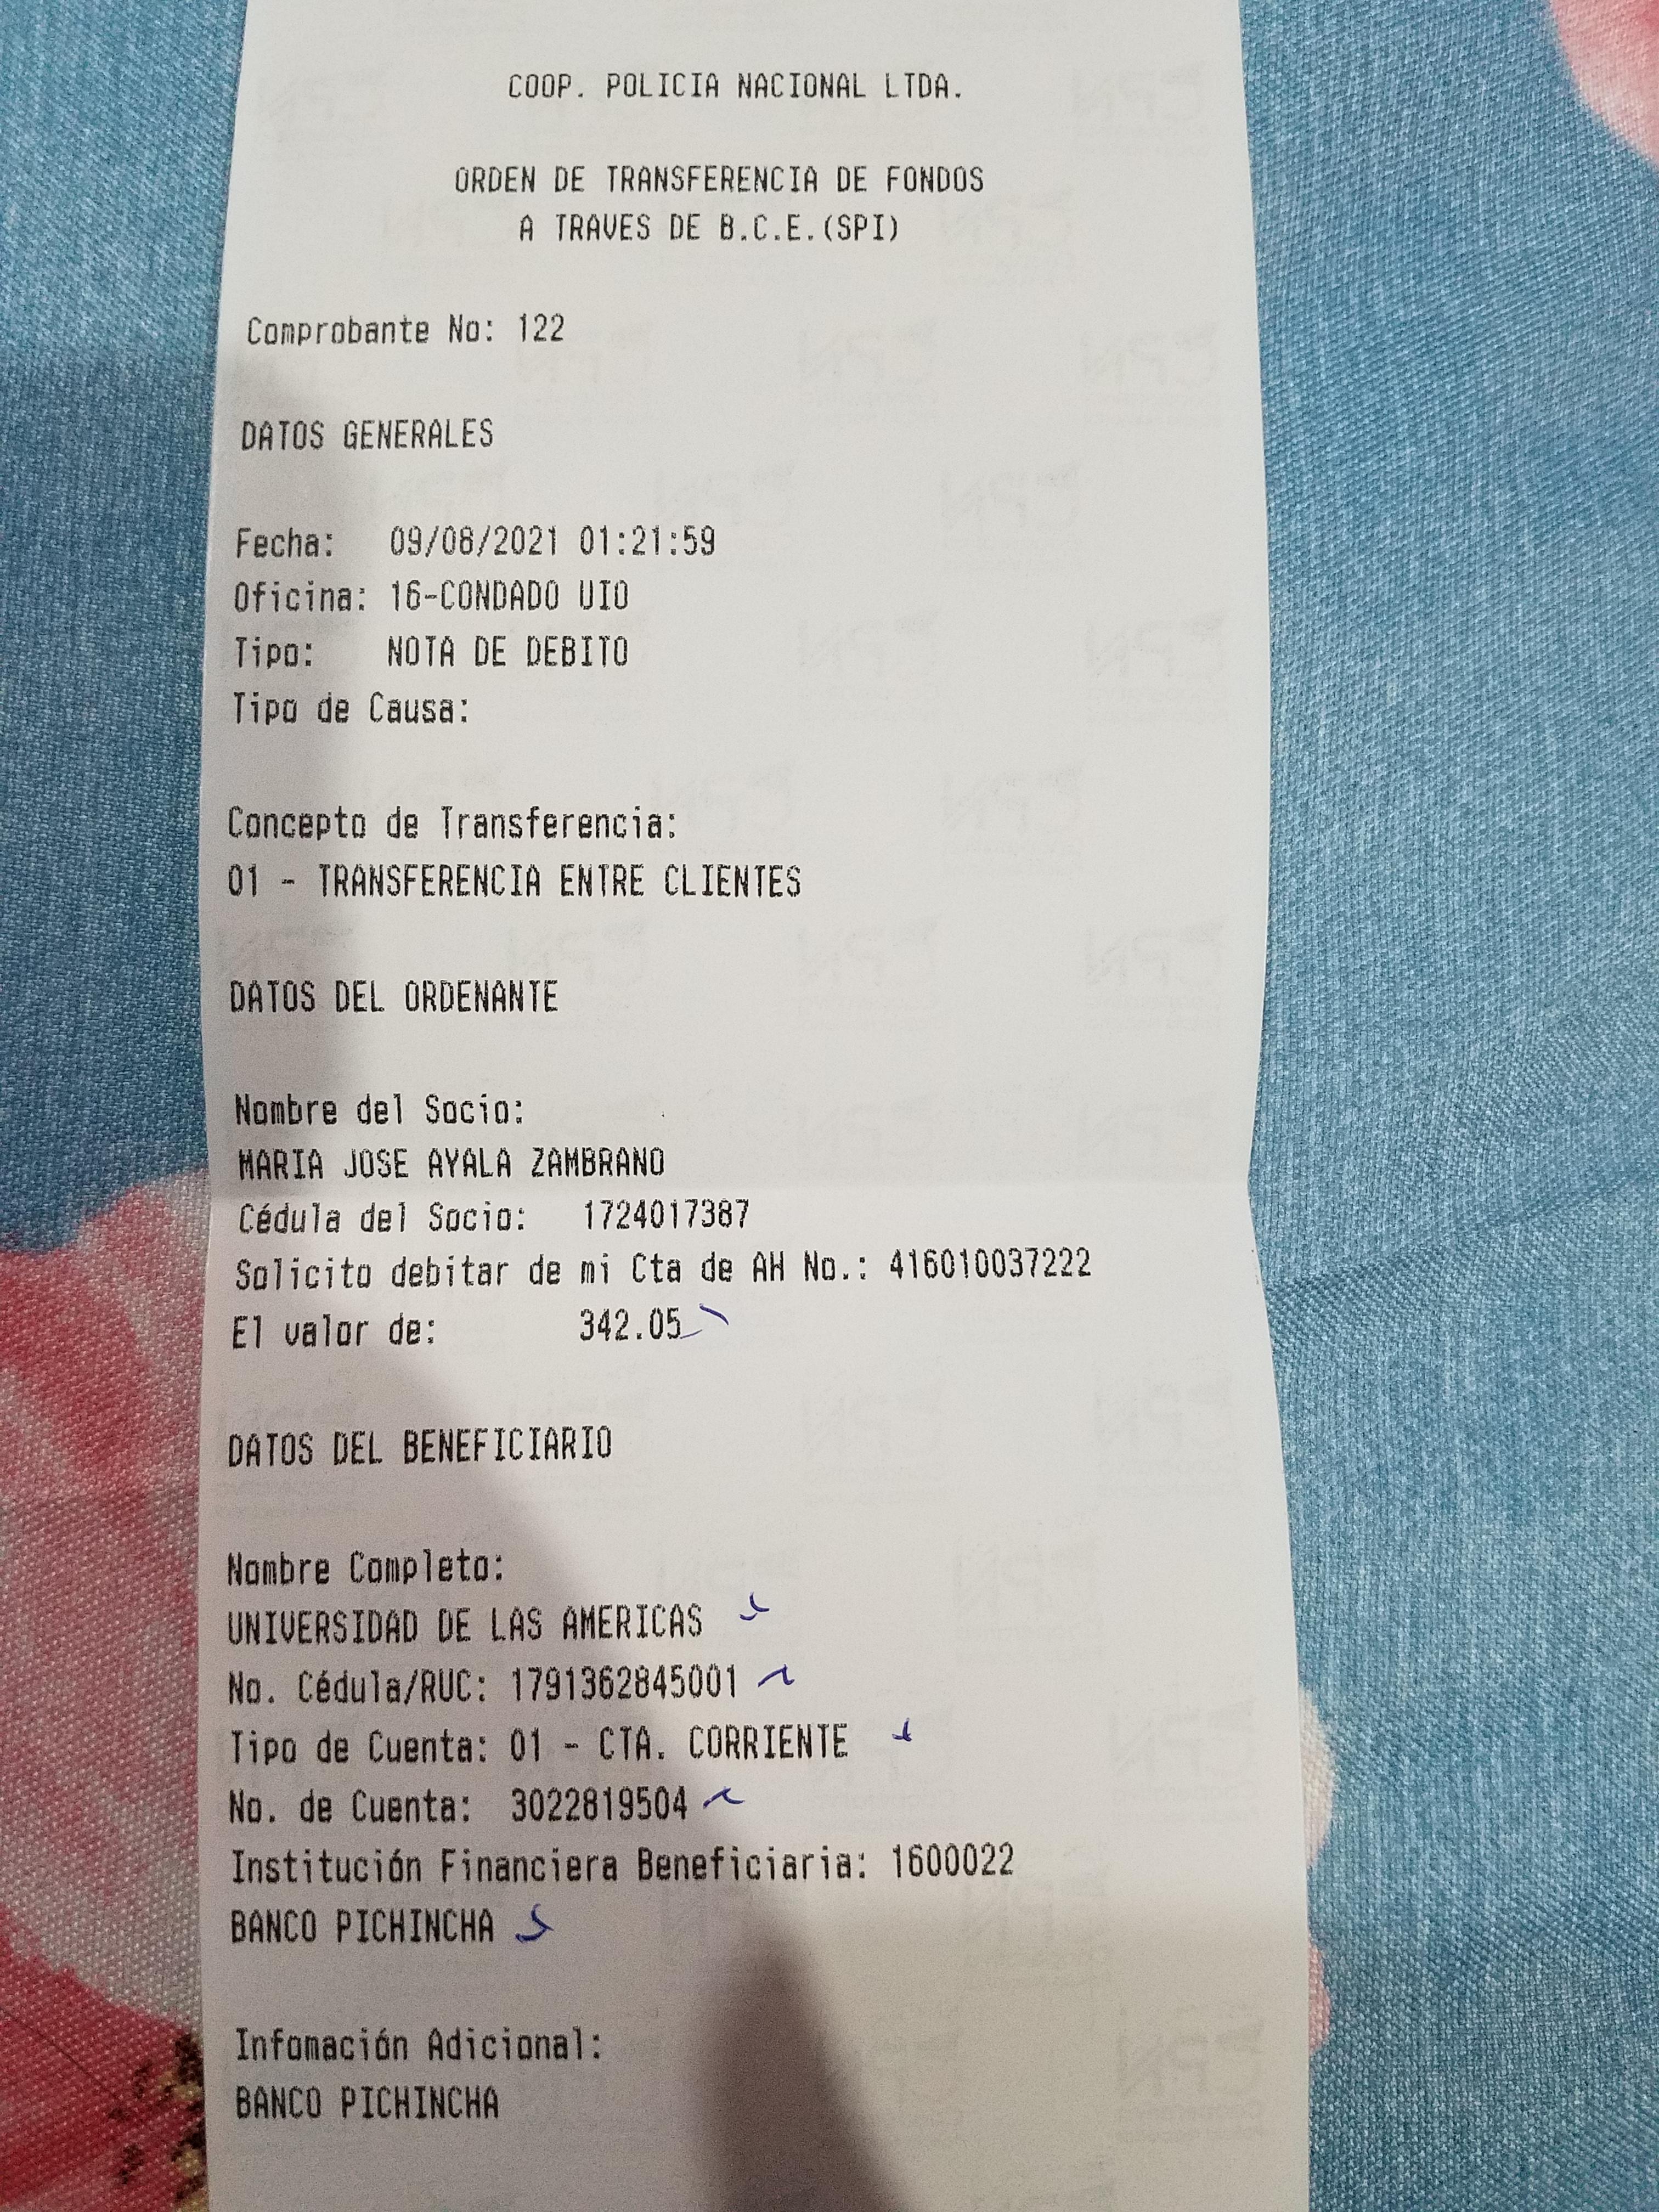 COOP. POLICIA NACIONAL LTDA.
ORDEN DE TRANSFERENCIA DE FONDOS
A TRAVES DE B.C.E.(SPI)
Comprobante No: 122
DATOS GENERALES
Fecha: 09/08/2021 01:21:59
Oficina: 16-CONDADO UIO
Tipo: NOTA DE DEBITO
Tipo de Causa:
Concepto de Transferencia:
01 - TRANSFERENCIA ENTRE CLIENTES
DATOS DEL ORDENANTE
Nombre del Socio:
MARIA JOSE AYALA ZAMBRANO
Cédula del Socio: 1724017387
Solicito debitar de mi Cta de AH No.: 416010037222
El valor de: 342.05
DATOS DEL BENEFICIARIO
Nombre Completo:
UNIVERSIDAD DE LAS AMERICAS
No. Cédula/RUC: 1791362845001
Tipo de Cuenta: 01 - CTA. CORRIENTE
No. de Cuenta: 3022819504
Institución Financiera Beneficiaria: 1600022
BANCO PICHINCHA
Infomación Adicional:
BANCO PICHINCHA